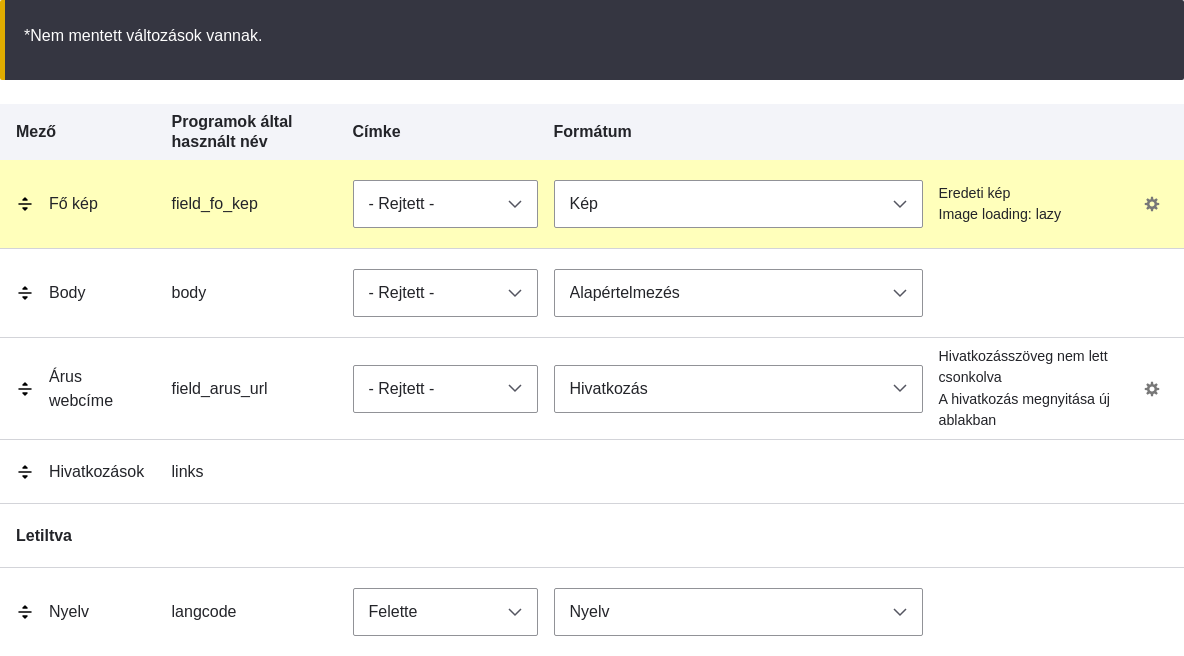 *Nem mentett változások vannak.
Mező
Programok által
használt név
Címke
Formátum
Fő kép
field_fo_kep
- Rejtett -
Kép
Eredeti kép
Image loading: lazy
Body
body
- Rejtett -
Alapértelmezés
Árus
webcíme
field_arus_url
- Rejtett -
Hivatkozás
Hivatkozásszöveg nem lett
csonkolva
A hivatkozás megnyitása új
ablakban
Hivatkozások
links
Letiltva
Nyelv
langcode
Felette
Nyelv